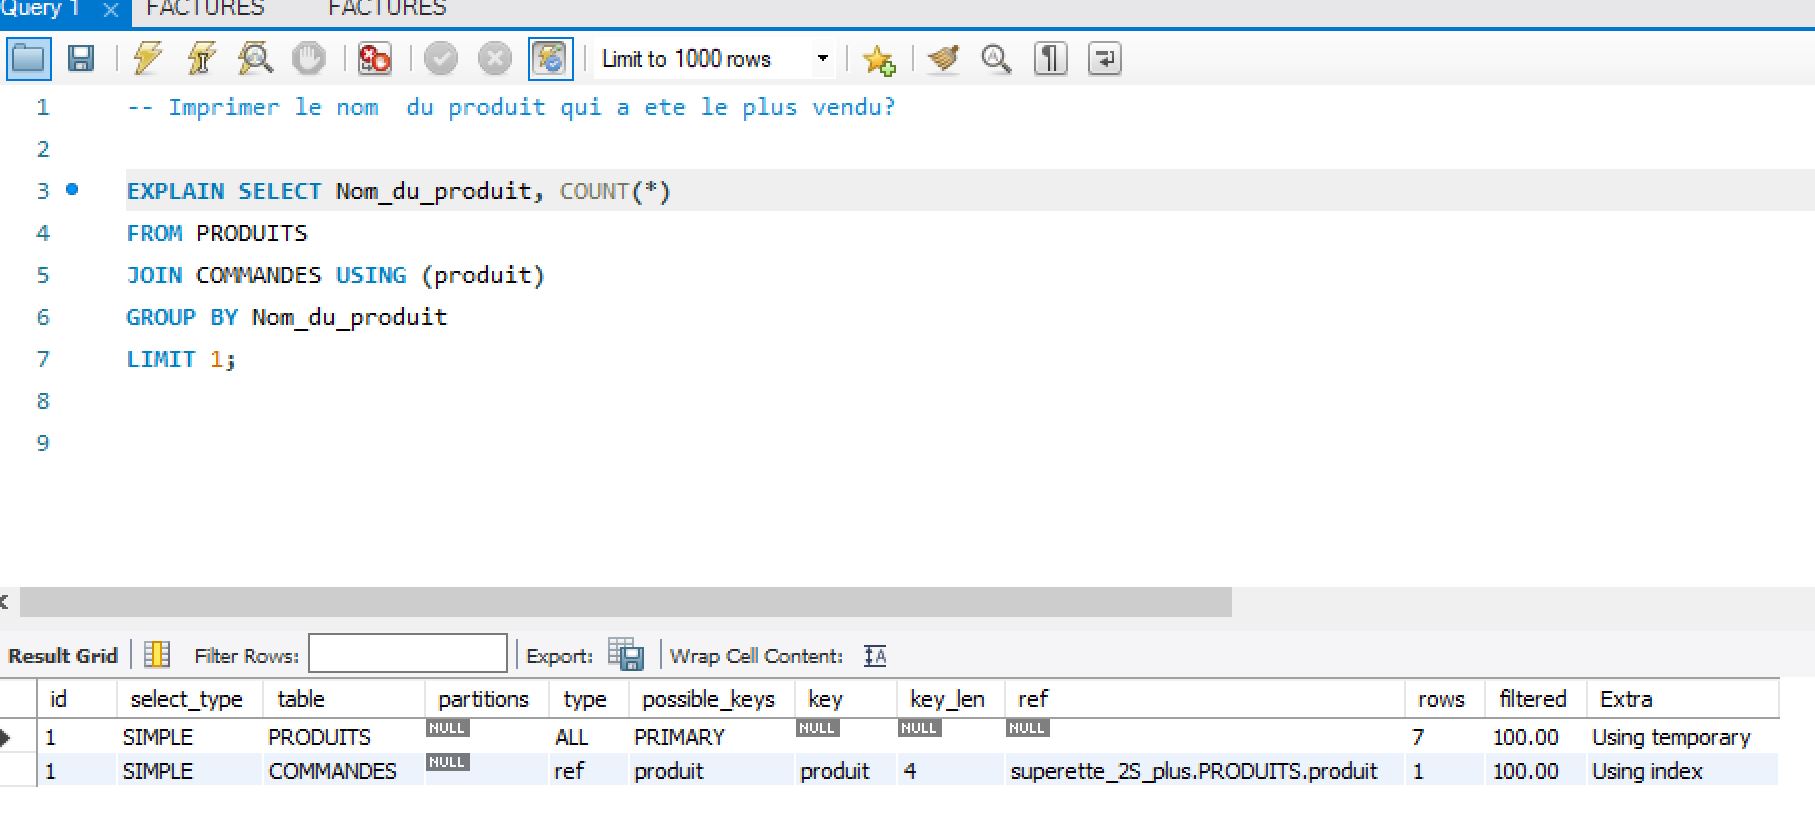 Query 1 × FACTURES FACTURES
Limit to 1000 rows
1 -- Imprimer le nom  du produit qui a ete le plus vendu?
2
3 EXPLAIN SELECT Nom_du_produit, COUNT(*)
4 FROM PRODUITS
5 JOIN COMMANDES USING (produit)
6 GROUP BY Nom_du_produit
7 LIMIT 1;
8
9
Result Grid Filter Rows: Export: Wrap Cell Content: IA
id select_type table partitions type possible_keys key key_len ref rows filtered Extra
1 SIMPLE PRODUITS NULL ALL PRIMARY NULL NULL NULL 7 100.00 Using temporary
1 SIMPLE COMMANDES NULL ref produit produit 4 superette_2S_plus.PRODUITS.produit 1 100.00 Using index